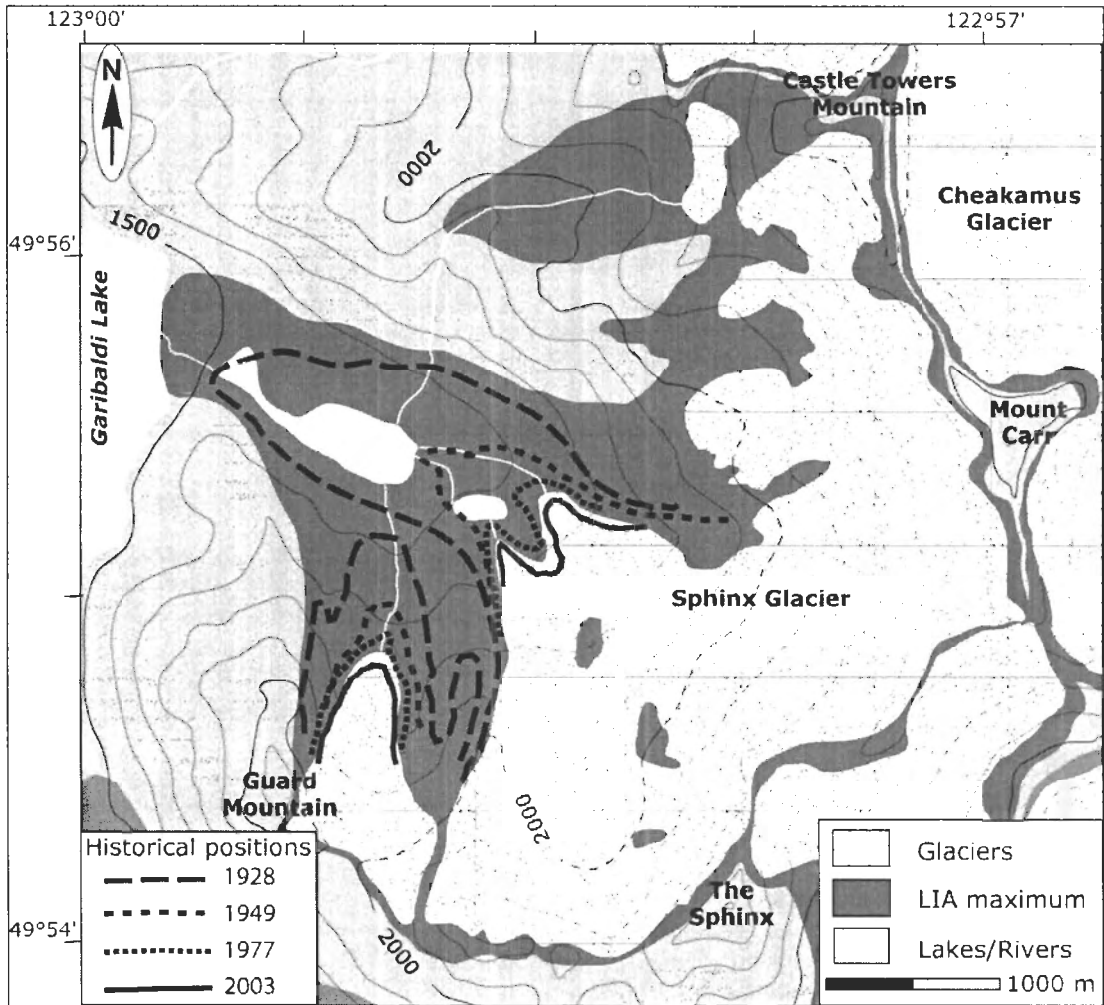 123°00'
122°57'
N
Castle Towers
Mountain
2000
Cheakamus
Glacier
1500
49°56'
Garibaldi Lake
Mount
Carr
Sphinx Glacier
Guard
Mountain
2000
The
Sphinx
2000
49°54'
Historical positions
1928
1949
1977
2003
Glaciers
LIA maximum
Lakes/Rivers
1000 m